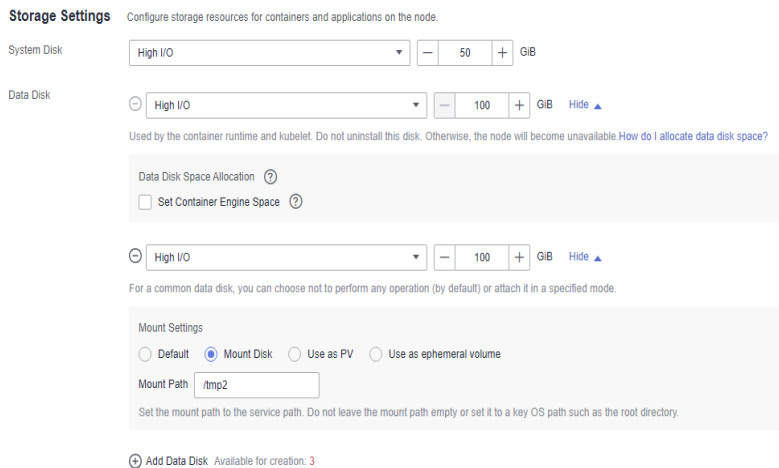 Storage Settings Configure storage resources for containers and applications on the node.
System Disk High I/O 50 GiB
Data Disk High I/O 100 GiB Hide
Used by the container runtime and kubelet. Do not uninstall this disk. Otherwise, the node will become unavailable.How do I allocate data disk space?
Data Disk Space Allocation ?
Set Container Engine Space ?
High I/O 100 GiB Hide
For a common data disk, you can choose not to perform any operation (by default) or attach it in a specified mode.
Mount Settings
Default Mount Disk Use as PV Use as ephemeral volume
Mount Path /tmp2
Set the mount path to the service path. Do not leave the mount path empty or set it to a key OS path such as the root directory.
Add Data Disk Available for creation: 3